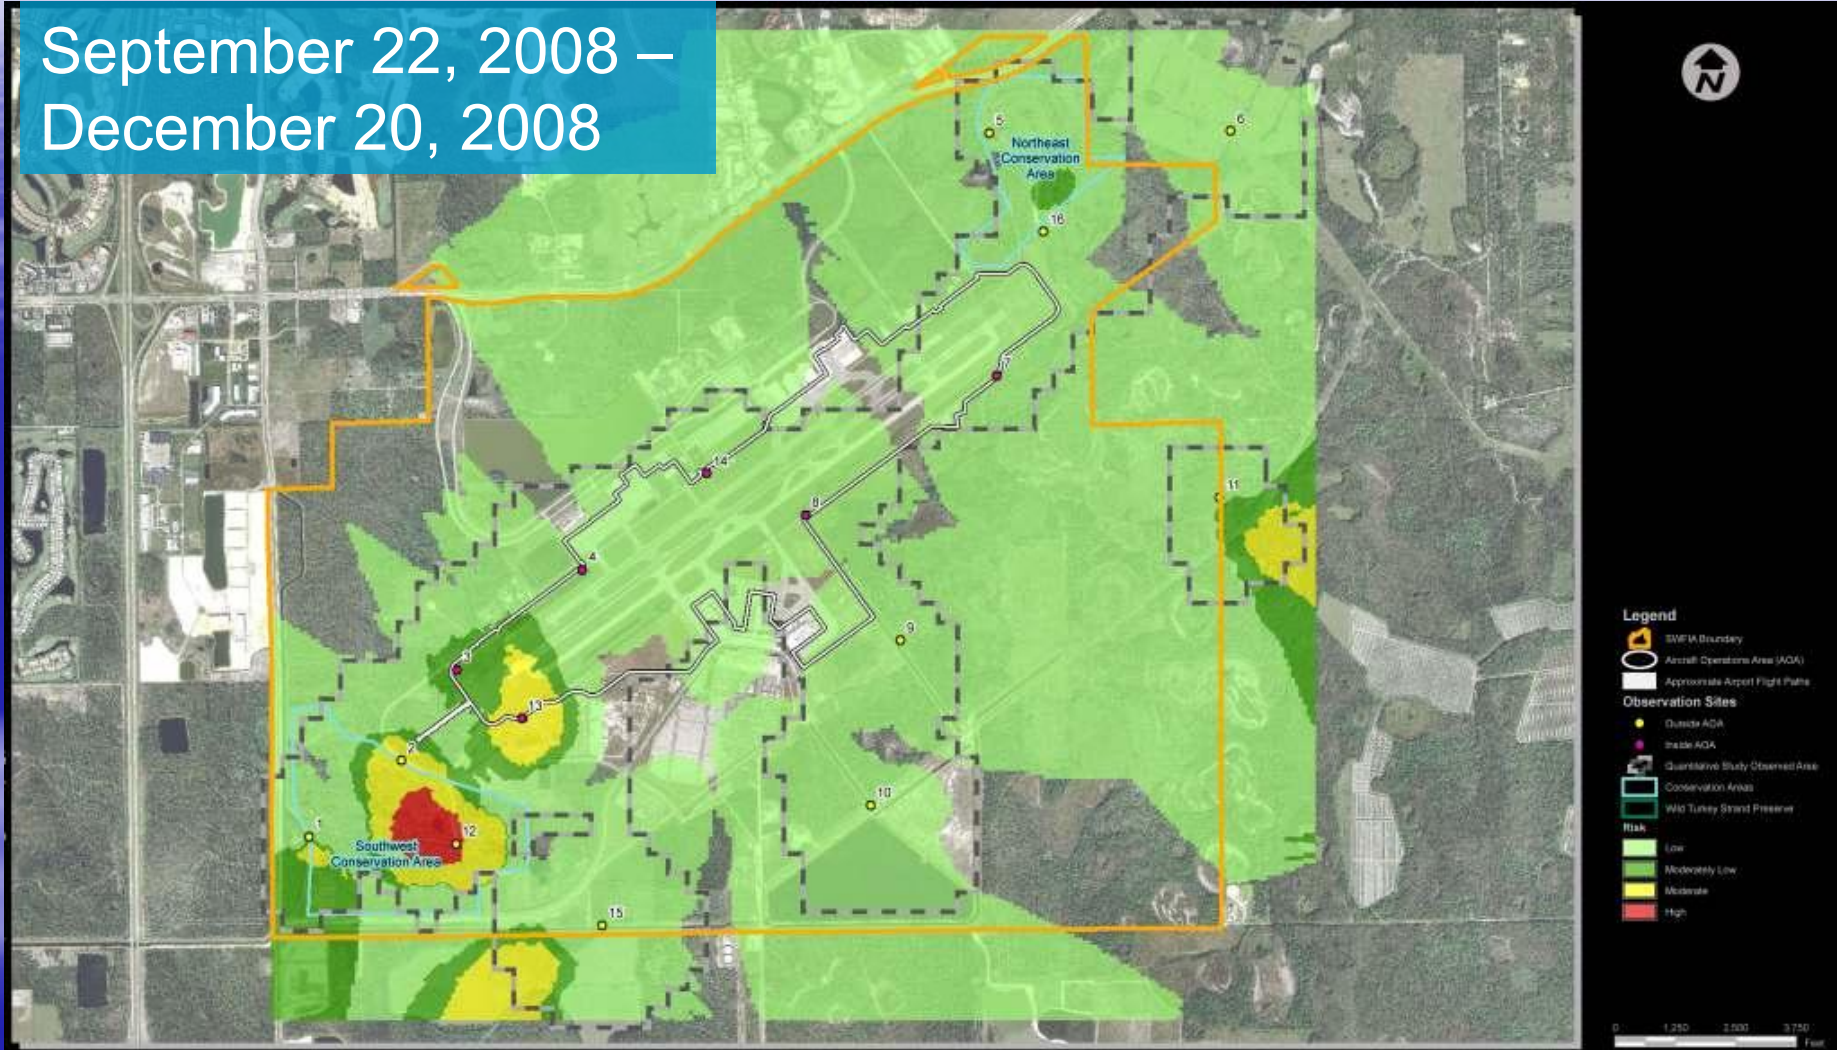 September 22, 2008 –
December 20, 2008
N
5
6
Northeast
Conservation
Area
16
7
14
11
8
4
9
3
13
2
10
1
12
Southwest
Conservation Area
15
Legend
SWFIA Boundary
Aircraft Operations Area (AOA)
Approximate Airport Flight Paths
Observation Sites
Outside AOA
Inside AOA
Quantitative Study Observed Area
Conservation Areas
Wild Turkey Strand Preserve
Risk
Low
Moderately Low
Moderate
High
0 1,250 2,500 3,750
Feet